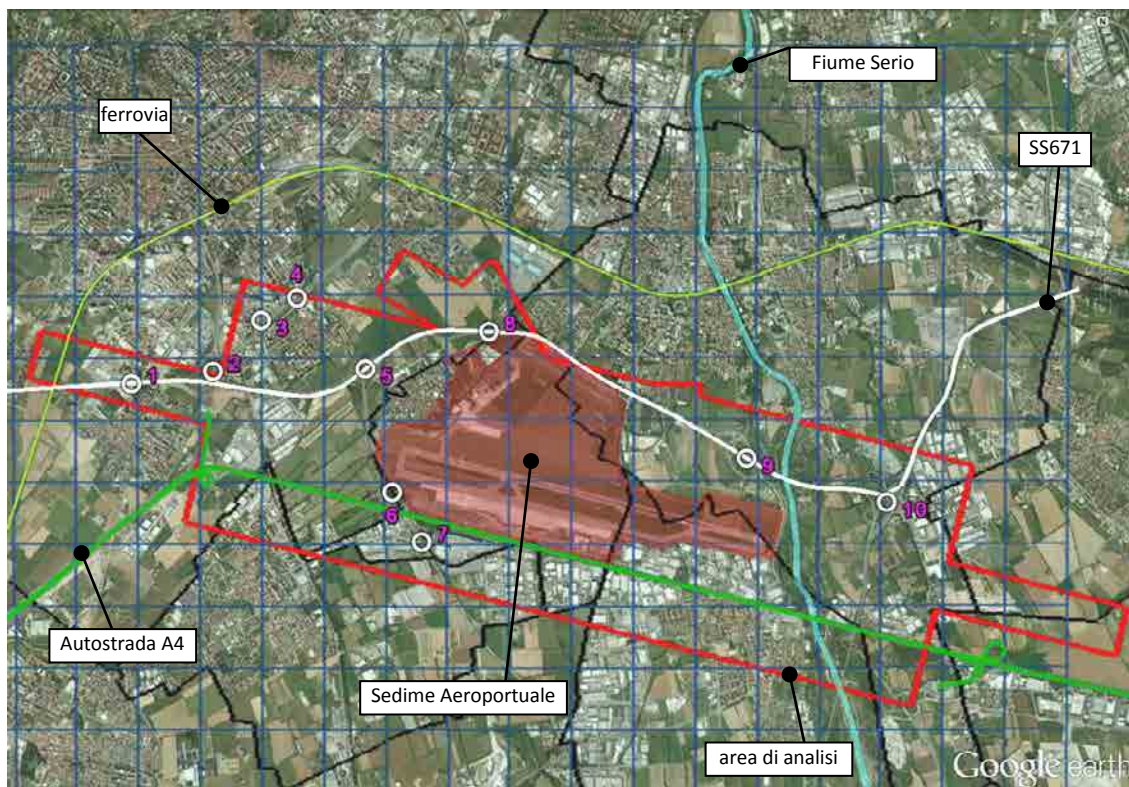 N
Fiume Serio
ferrovia
SS671
4
3
8
2
1
5
9
10
6
7
Autostrada A4
Sedime Aeroportuale
area di analisi
Google earth